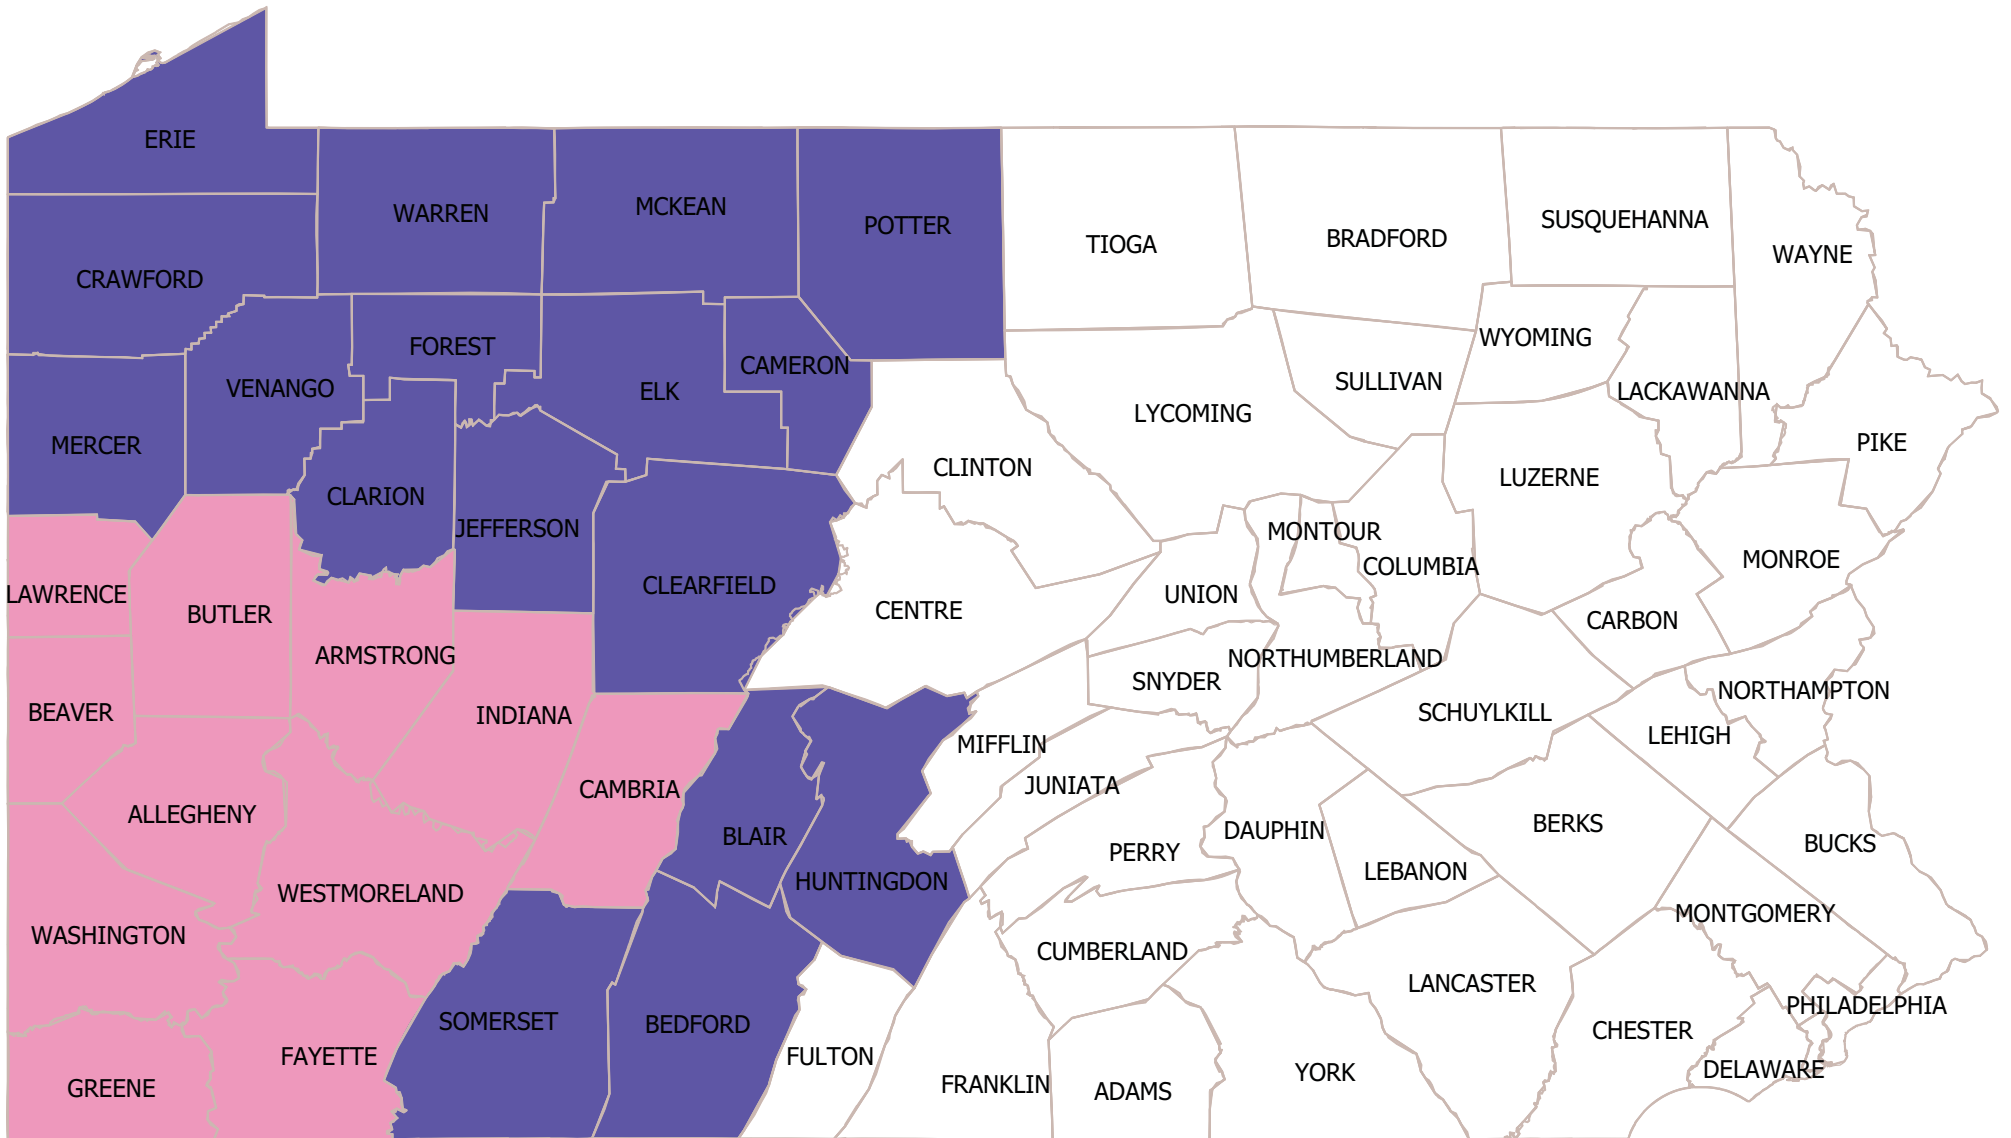 ERIE
WARREN
MCKEAN
POTTER
TIOGA
BRADFORD
SUSQUEHANNA
WAYNE
CRAWFORD
FOREST
CAMERON
WYOMING
VENANGO
ELK
SULLIVAN
LACKAWANNA
LYCOMING
MERCER
PIKE
CLINTON
LUZERNE
CLARION
JEFFERSON
MONTOUR
COLUMBIA
MONROE
LAWRENCE
BUTLER
CLEARFIELD
CENTRE
UNION
CARBON
ARMSTRONG
NORTHUMBERLAND
SNYDER
NORTHAMPTON
BEAVER
INDIANA
SCHUYLKILL
LEHIGH
MIFFLIN
CAMBRIA
JUNIATA
ALLEGHENY
BLAIR
DAUPHIN
BERKS
BUCKS
PERRY
LEBANON
HUNTINGDON
WESTMORELAND
MONTGOMERY
WASHINGTON
CUMBERLAND
LANCASTER
PHILADELPHIA
SOMERSET
BEDFORD
CHESTER
FAYETTE
FULTON
DELAWARE
YORK
GREENE
FRANKLIN
ADAMS